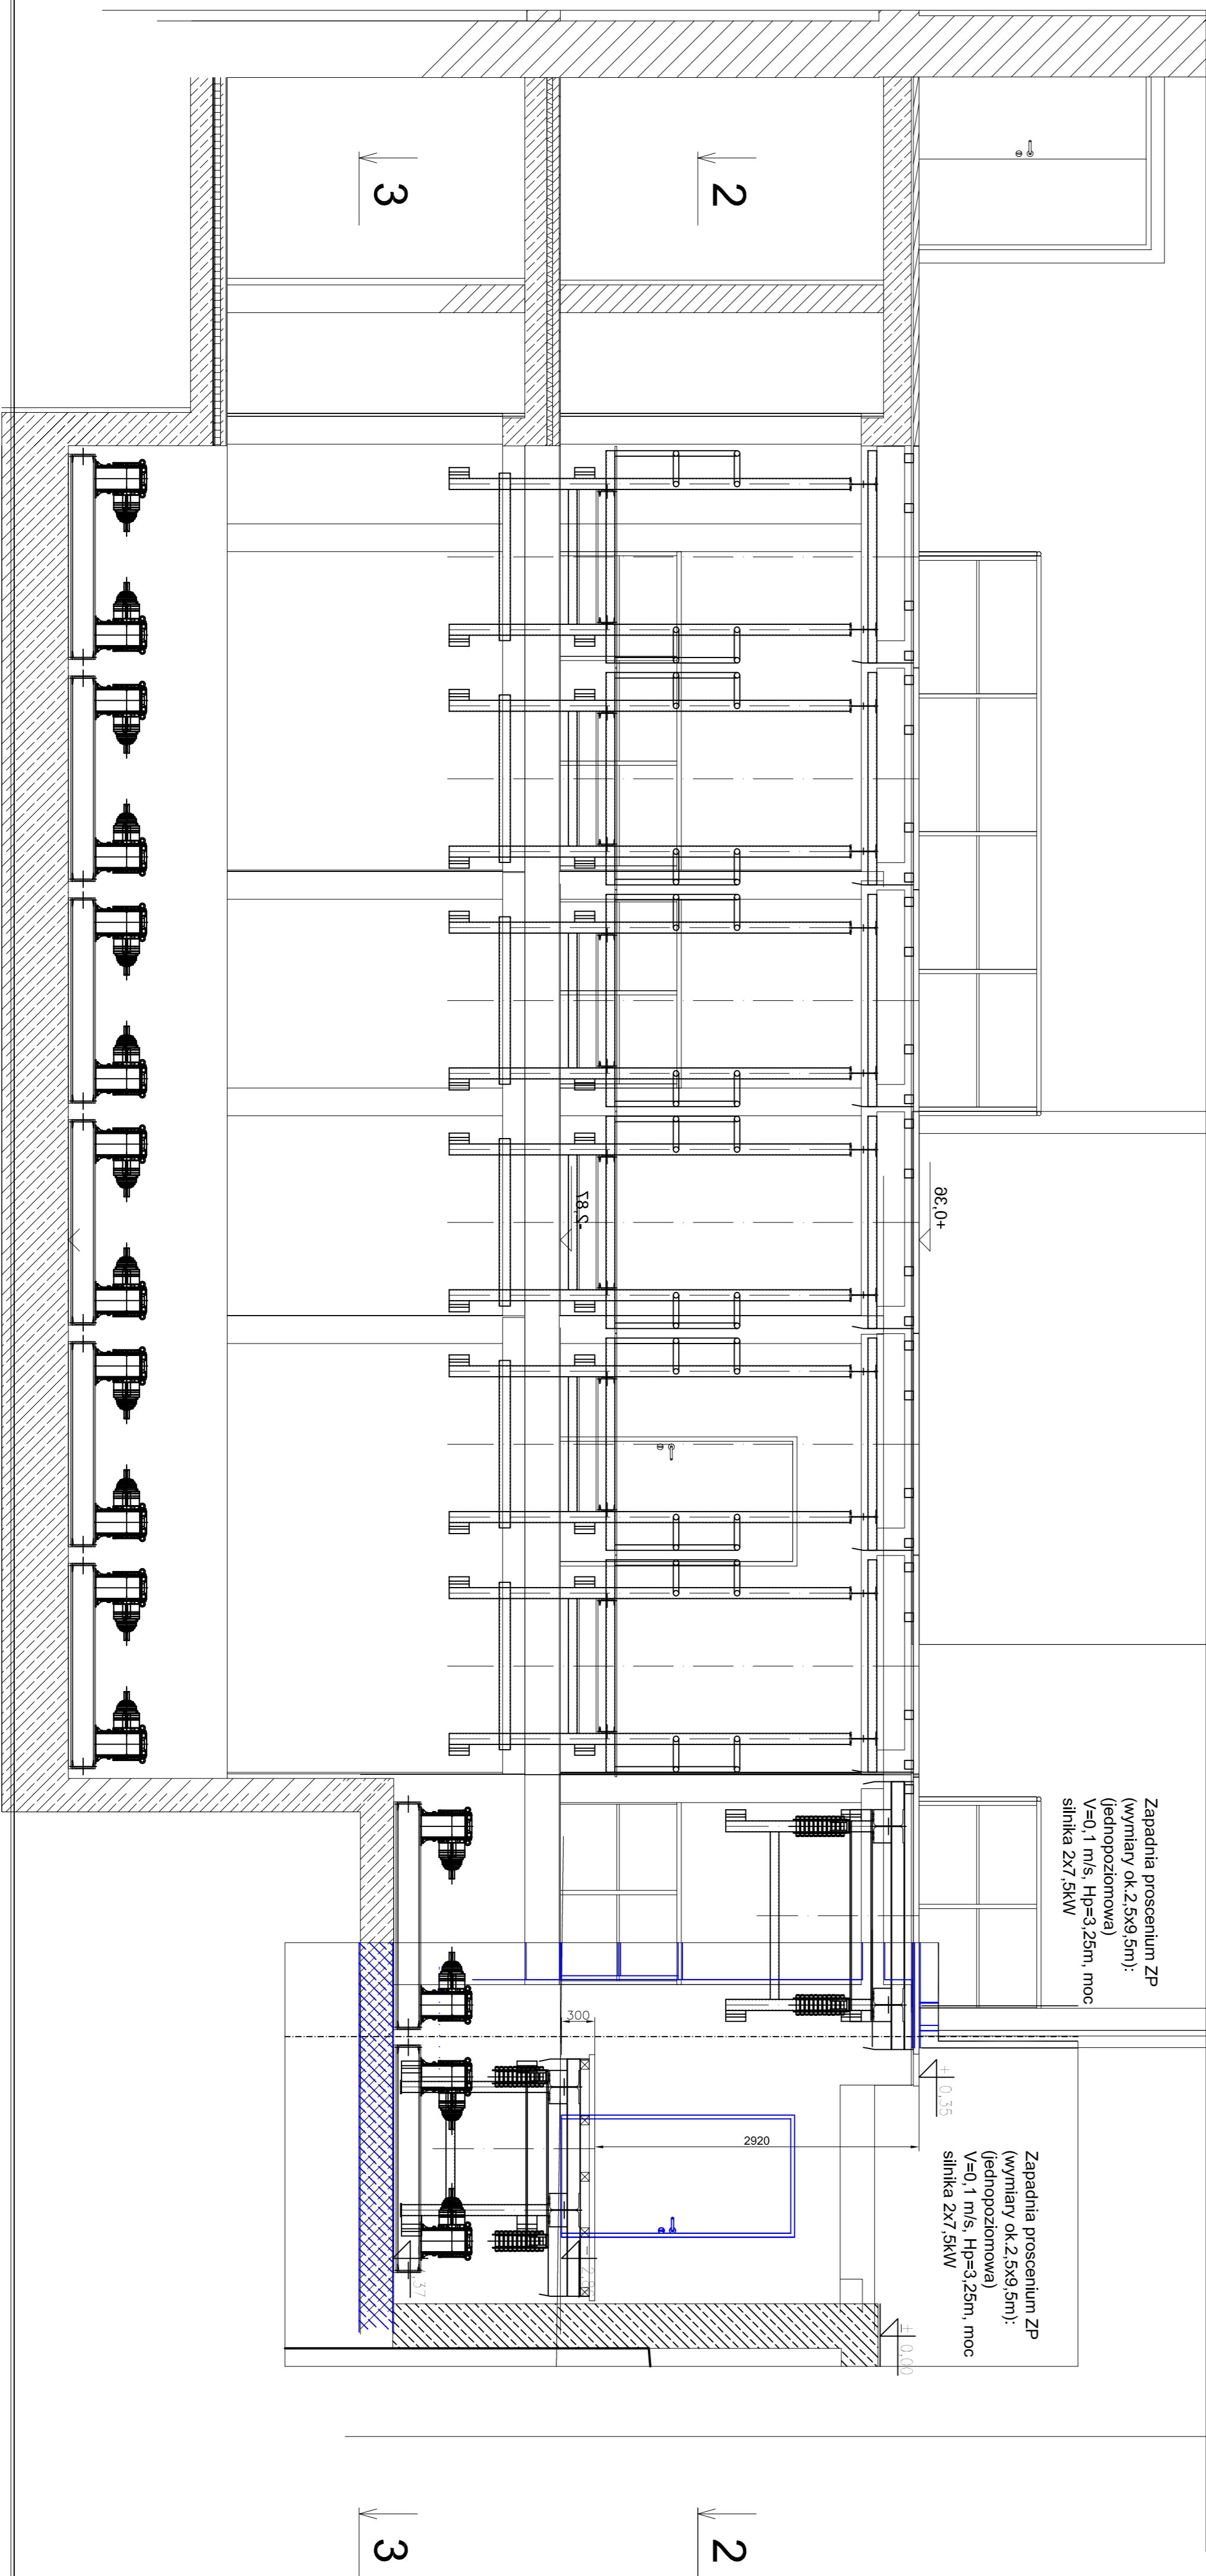 Zapadnia proscenium ZP
(wymiary ok.2,5x9,5m):
(jednopoziomowa)
V=0,1 m/s, Hp=3,25m, moc
silnika 2x7,5kW
Zapadnia proscenium ZP
(wymiary ok.2,5x9,5m):
(jednopoziomowa)
V=0,1 m/s, Hp=3,25m, moc
silnika 2x7,5kW
2
3
+0,36
-2,87
300
2920
+ 0,35
± 0,00
2
3